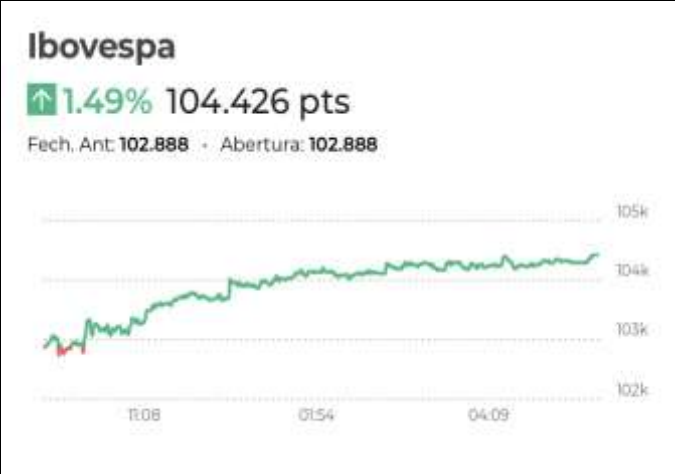 Ibovespa
1.49% 104.426 pts
Fech. Ant: 102.888 • Abertura: 102.888
105k
104k
103k
102k
11:08 01:54 04:09